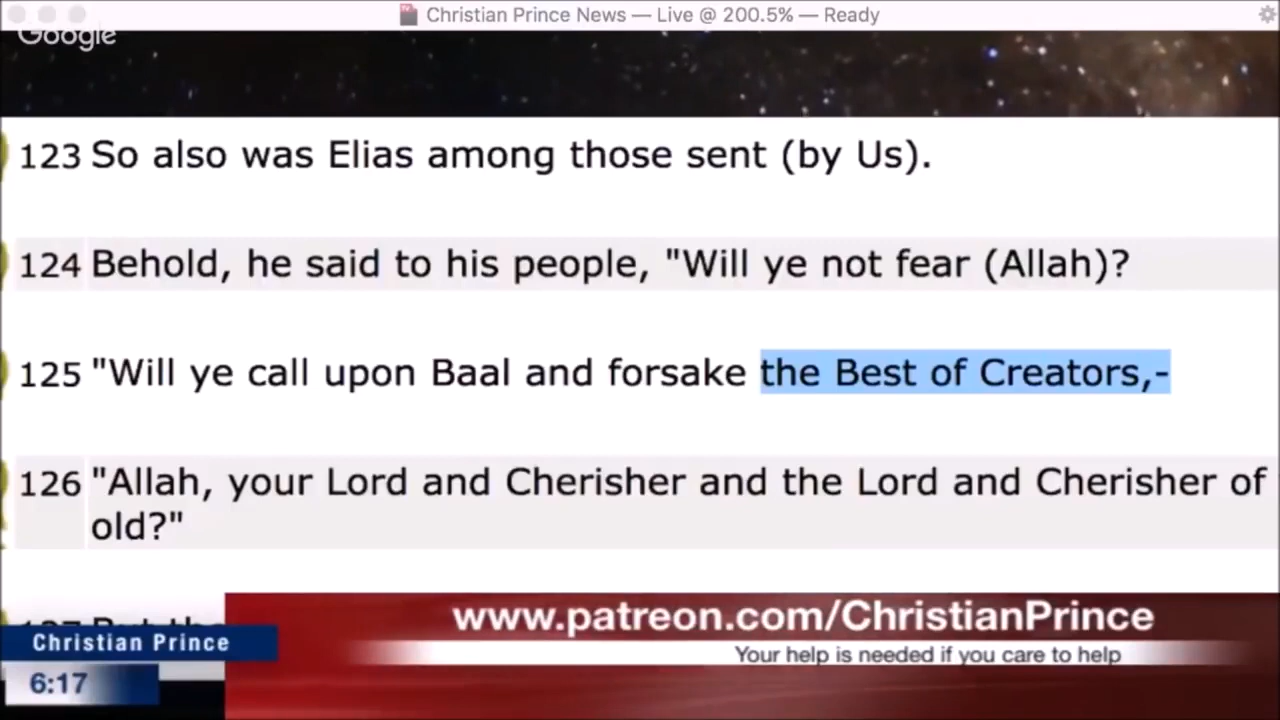 Christian Prince News — Live @ 200.5% — Ready
Google
123 So also was Elias among those sent (by Us).
124 Behold, he said to his people, "Will ye not fear (Allah)?
125 "Will ye call upon Baal and forsake the Best of Creators,-
126 "Allah, your Lord and Cherisher and the Lord and Cherisher of
old?"
www.patreon.com/ChristianPrince
Christian Prince
Your help is needed if you care to help
6:17